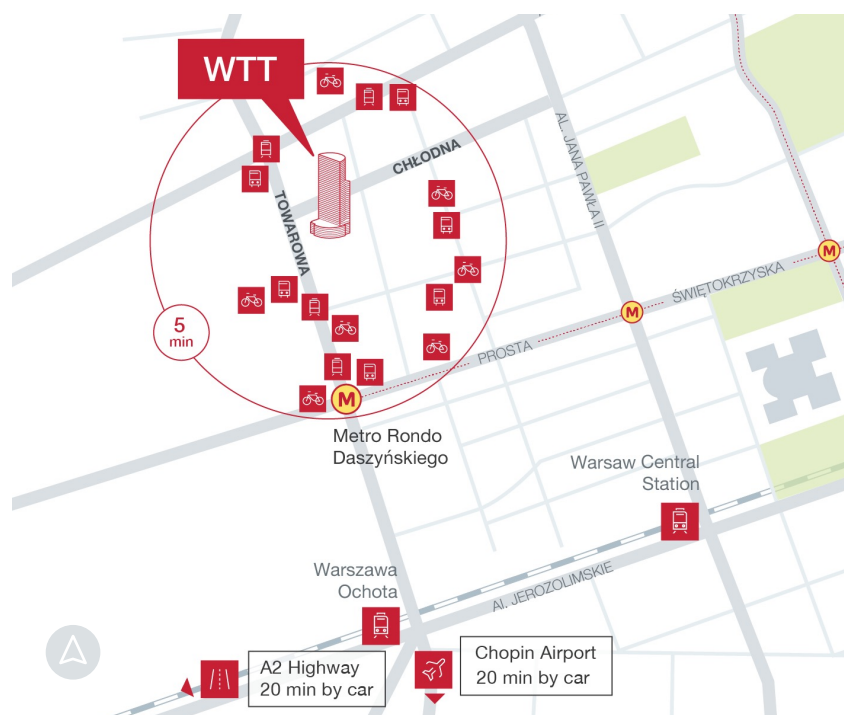 WTT
CHŁODNA
AL. JANA PAWŁA II
TOWAROWA
M
M
ŚWIĘTOKRZYSKA
5
min
PROSTA
M
Metro Rondo
Daszyńskiego
Warsaw Central
Station
Warszawa
Ochota
Al. JEROZOLIMSKIE
A2 Highway
20 min by car
Chopin Airport
20 min by car